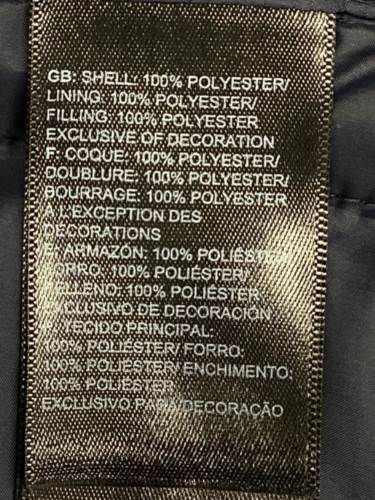 GB: SHELL: 100% POLYESTER/
LINING: 100% POLYESTER/
FILLING: 100% POLYESTER
EXCLUSIVE OF DECORATION
F: COQUE: 100% POLYESTER/
DOUBLURE: 100% POLYESTER/
BOURRAGE: 100% POLYESTER
À L'EXCEPTION DES
DÉCORATIONS
E: ARMAZÓN: 100% POLIÉSTER/
FORRO: 100% POLIÉSTER/
RELLENO: 100% POLIÉSTER
EXCLUSIVO DE DECORACIÓN
TECIDO PRINCIPAL:
100% POLIÉSTER/ FORRO:
100% POLIÉSTER/ ENCHIMENTO:
100% POLIÉSTER
EXCLUSIVO PARA DECORAÇÃO